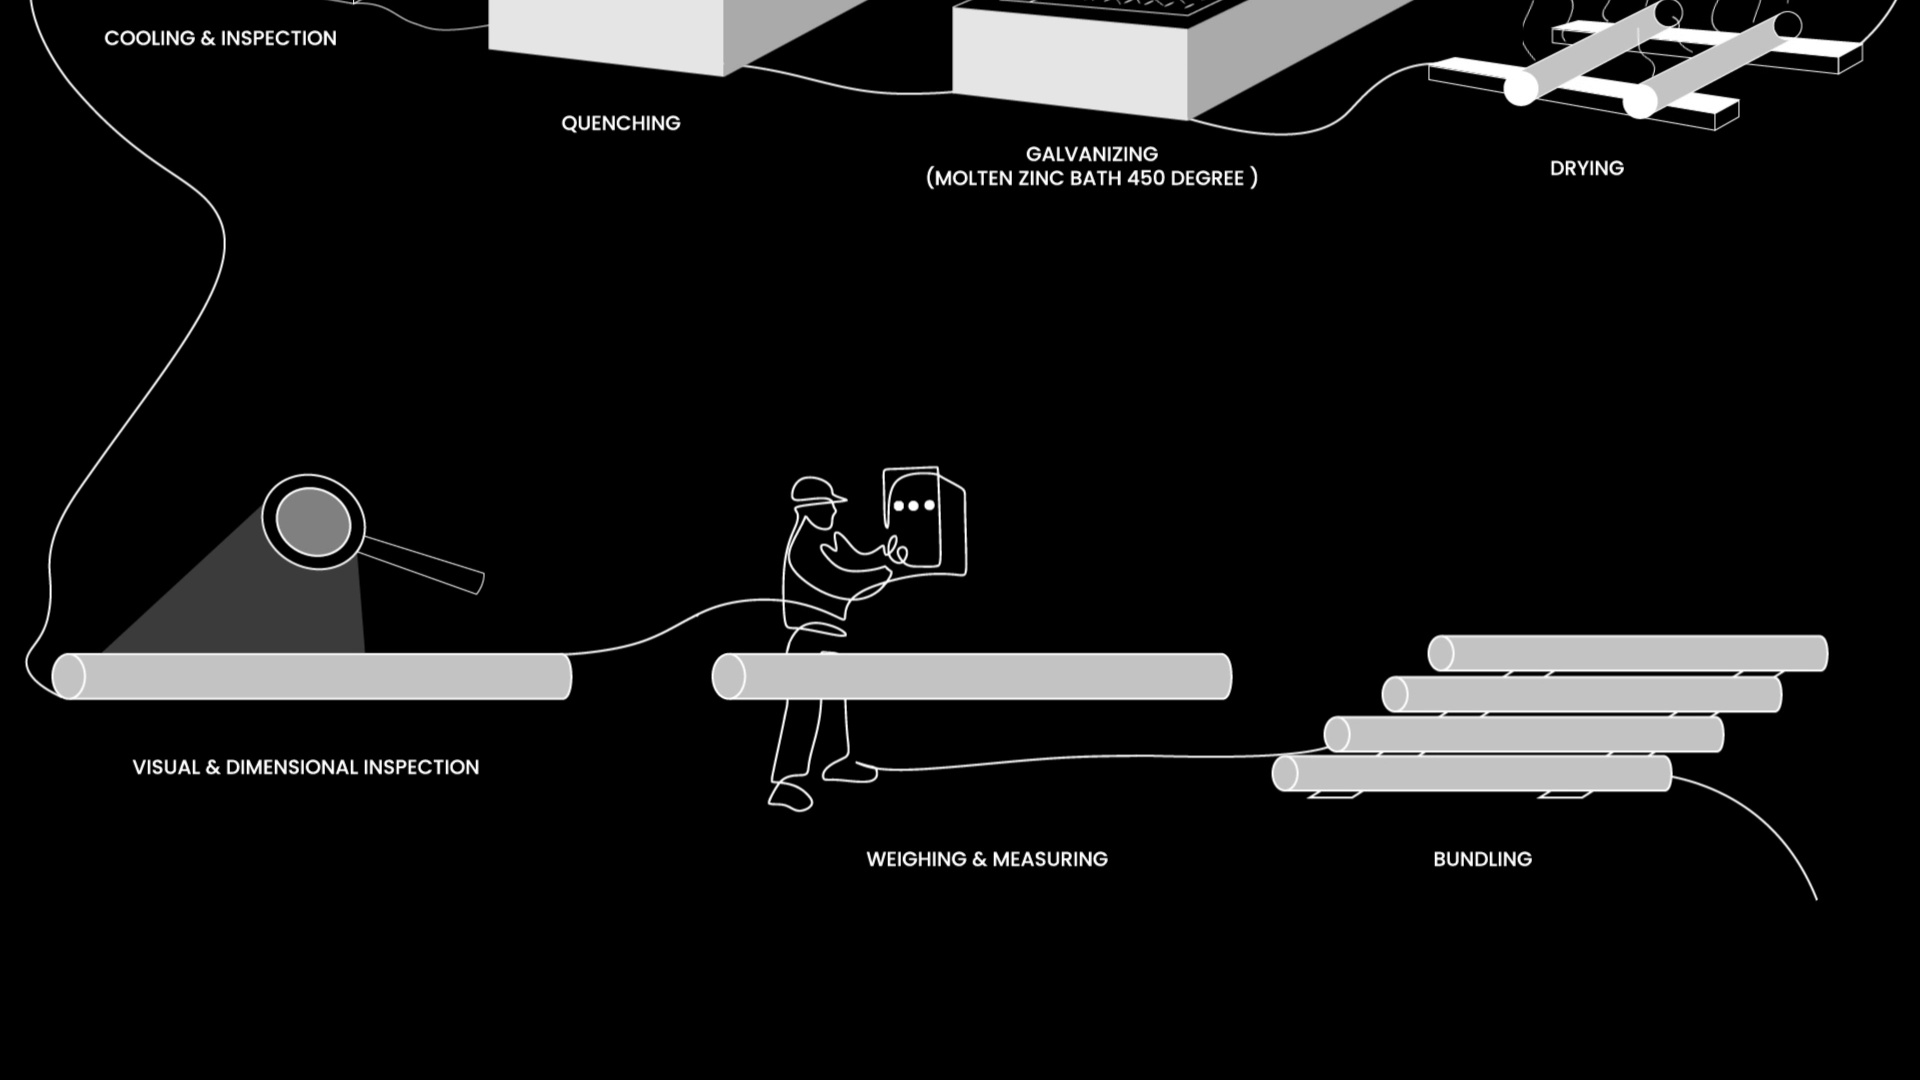 COOLING & INSPECTION
QUENCHING
GALVANIZING
(MOLTEN ZINC BATH 450 DEGREE )
DRYING
VISUAL & DIMENSIONAL INSPECTION
WEIGHING & MEASURING
BUNDLING